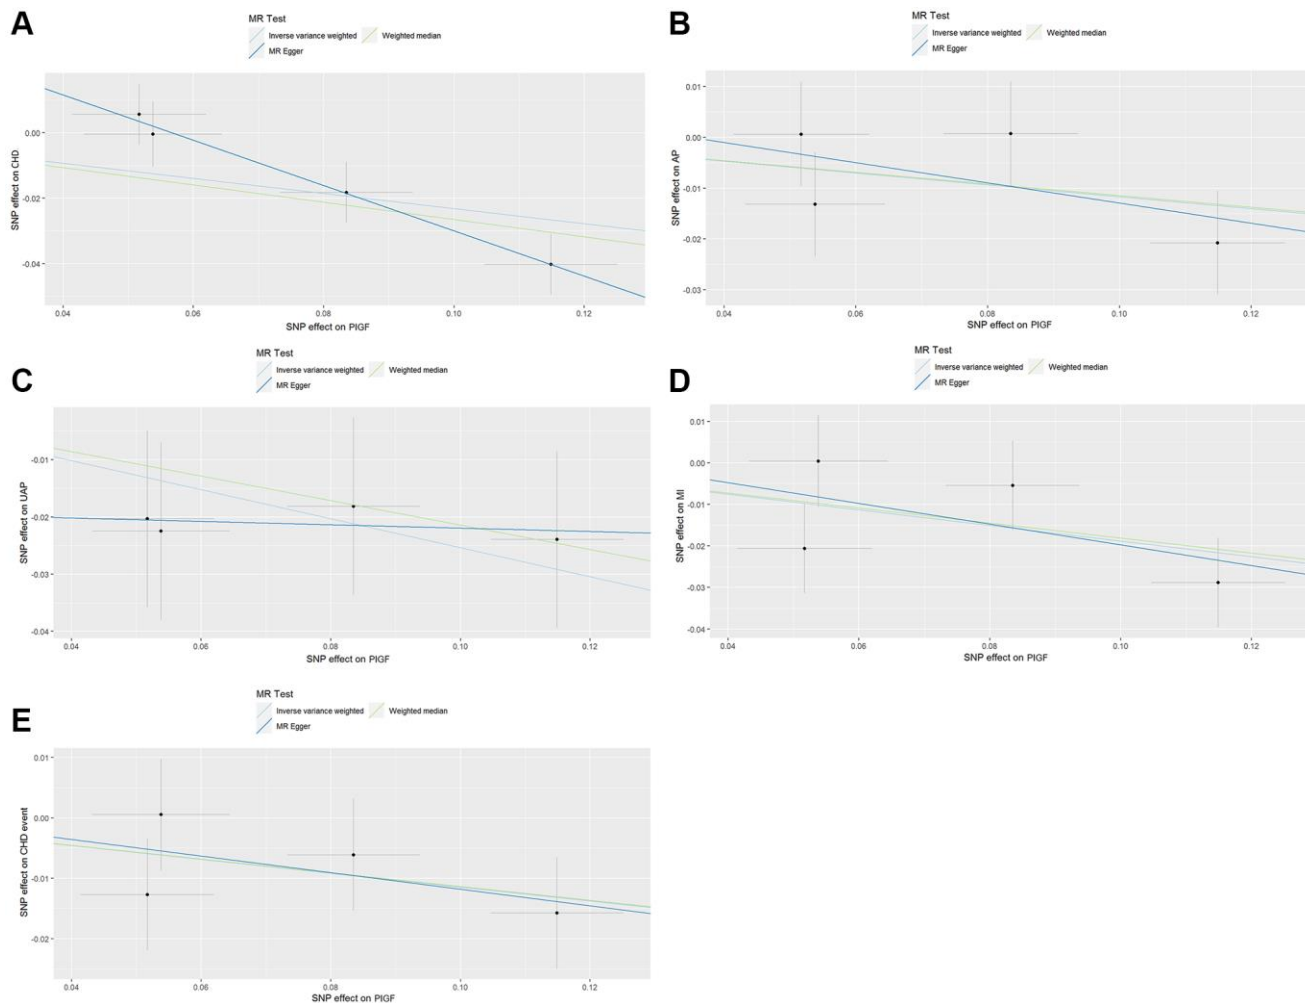 A
MR Test
Inverse variance weighted
Weighted median
MR Egger
SNP effect on CHD
0.00
-0.02
-0.04
0.04
0.06
0.08
0.10
0.12
SNP effect on PIGF
B
MR Test
Inverse variance weighted
Weighted median
MR Egger
SNP effect on AP
0.01
0.00
-0.01
-0.02
-0.03
0.04
0.06
0.08
0.10
0.12
SNP effect on PIGF
C
MR Test
Inverse variance weighted
Weighted median
MR Egger
SNP effect on UAP
-0.01
-0.02
-0.03
-0.04
0.04
0.06
0.08
0.10
0.12
SNP effect on PIGF
D
MR Test
Inverse variance weighted
Weighted median
MR Egger
SNP effect on MI
0.01
0.00
-0.01
-0.02
-0.03
-0.04
0.04
0.06
0.08
0.10
0.12
SNP effect on PIGF
E
MR Test
Inverse variance weighted
Weighted median
MR Egger
SNP effect on CHD event
0.01
0.00
-0.01
-0.02
0.04
0.06
0.08
0.10
0.12
SNP effect on PIGF